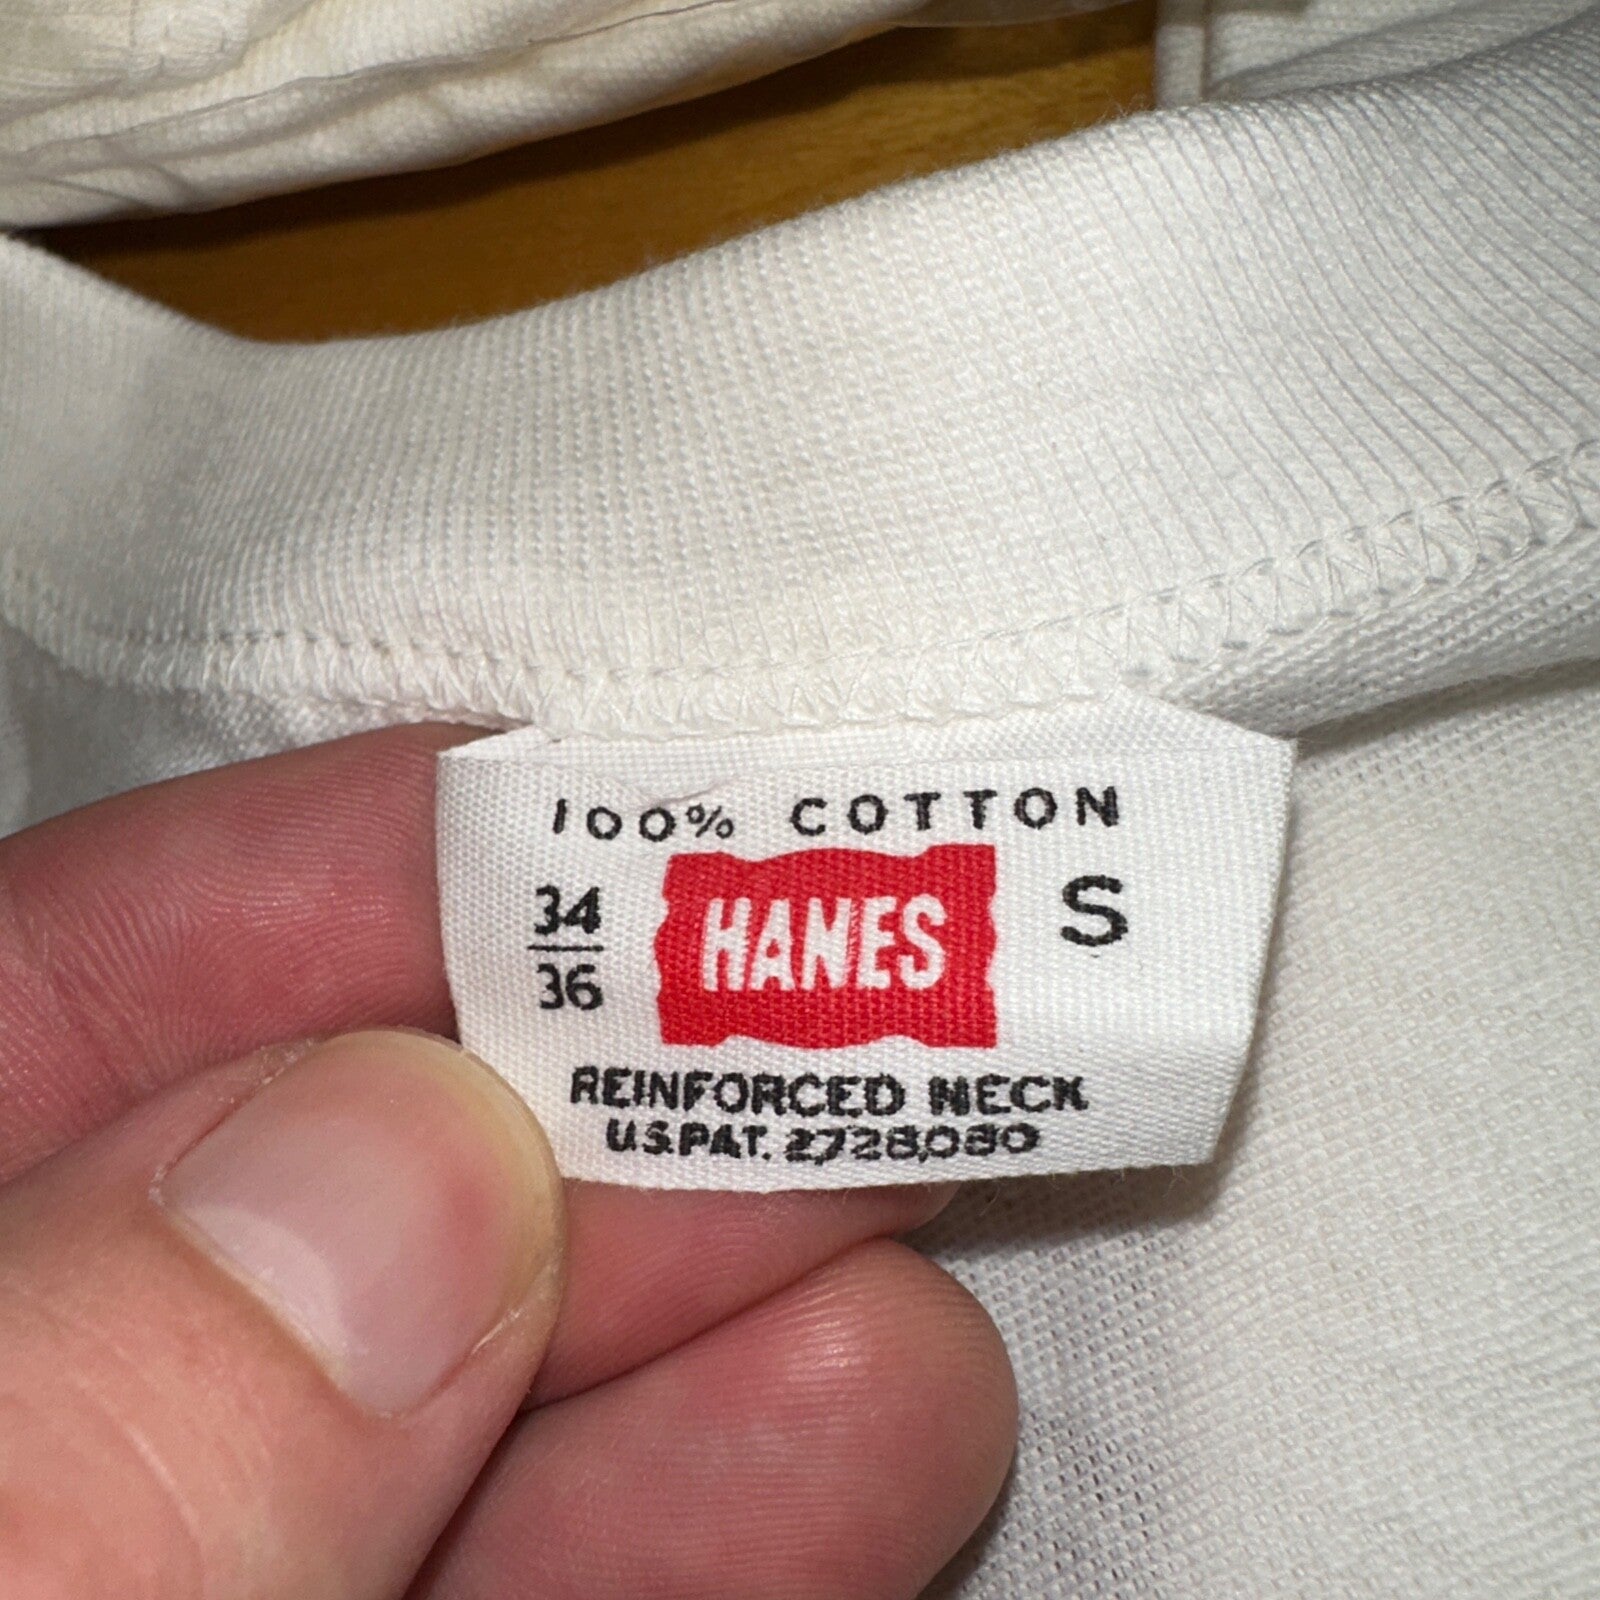 100% COTTON
34
36
HANES
S
REINFORCED NECK
U.S.PAT. 2,728,080